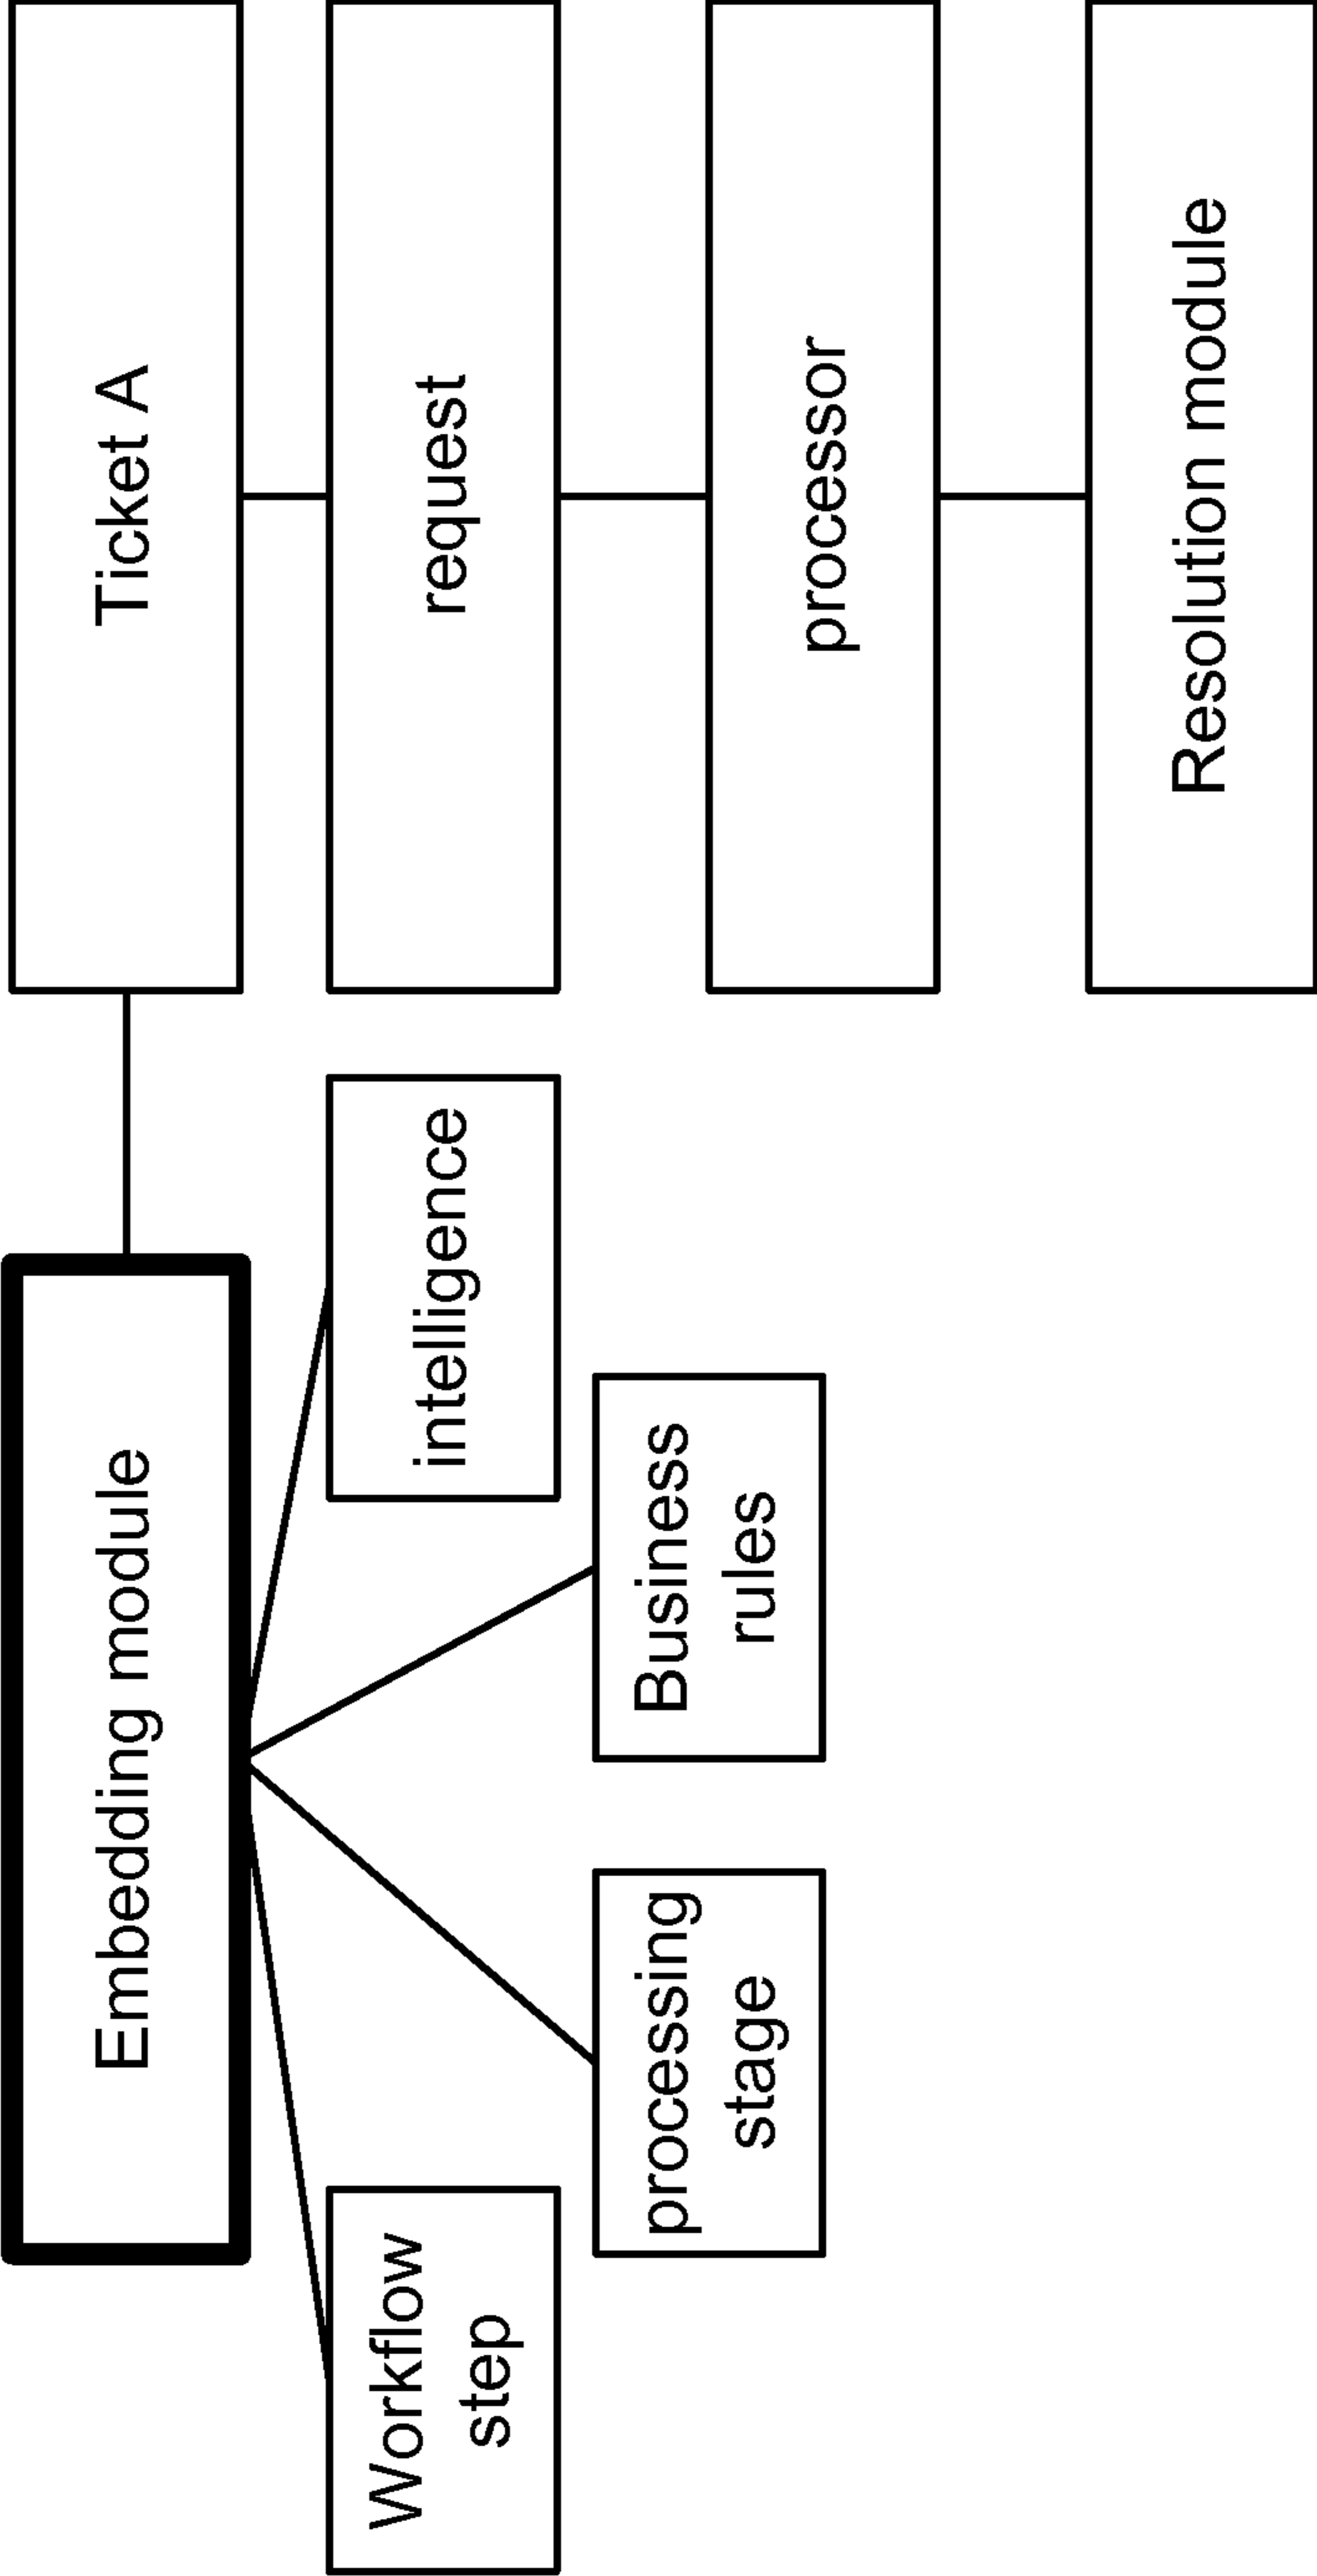 Embedding module
Ticket A
Workflow
step
intelligence
request
processing
stage
Business
rules
processor
Resolution module